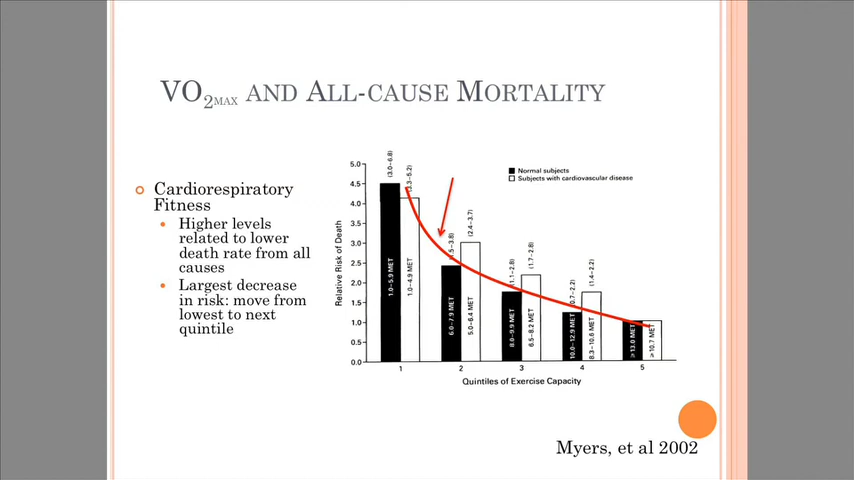 VO2MAX AND ALL-CAUSE MORTALITY
Cardiorespiratory
Fitness
Higher levels
related to lower
death rate from all
causes
Largest decrease
in risk: move from
lowest to next
quintile
Normal subjects
Subjects with cardiovascular disease
Relative Risk of Death
5.0
4.5
4.0
3.5
3.0
2.5
2.0
1.5
1.0
0.5
0.0
(3.0–6.8)
1.0–5.9 MET
1.0–4.9 MET
(2.4–3.7)
6.0–7.9 MET
5.0–6.4 MET
(1.1–2.8)
(1.7–2.8)
8.0–9.9 MET
6.5–8.2 MET
(1.4–2.2)
10.0–12.9 MET
8.3–10.6 MET
≥13.0 MET
≥10.7 MET
1 2 3 4 5
Quintiles of Exercise Capacity
Myers, et al 2002